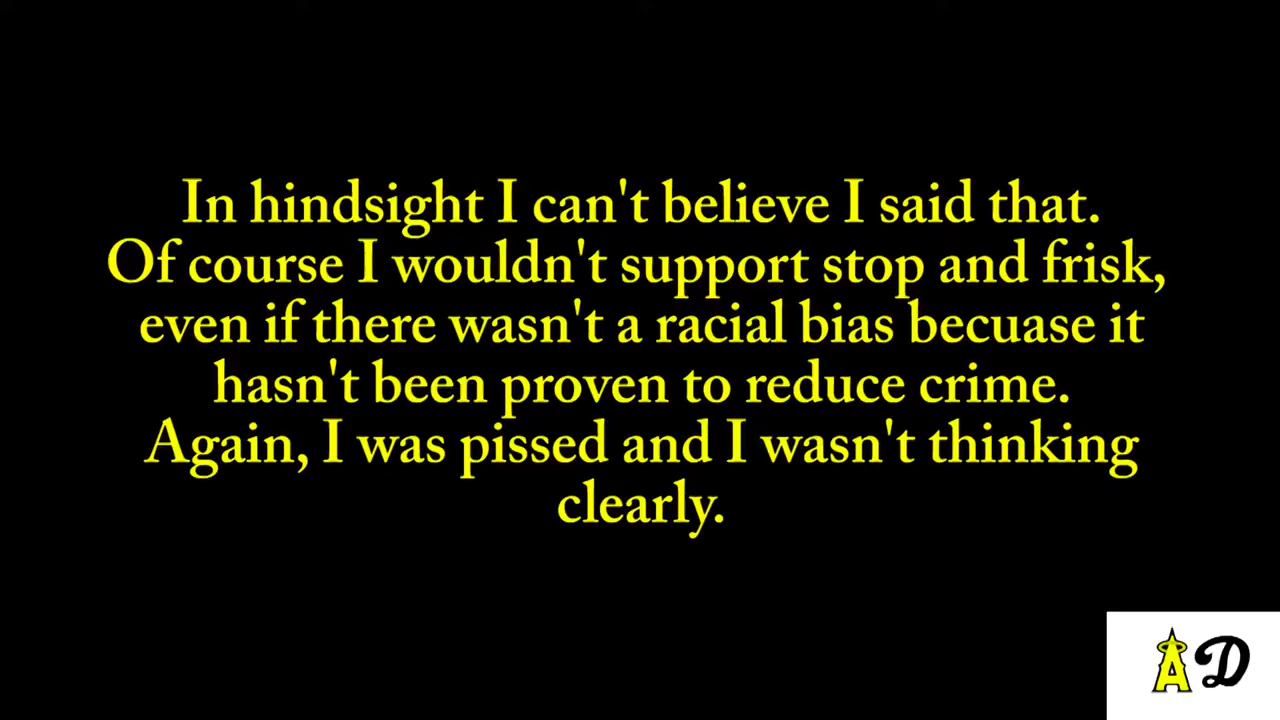 In hindsight I can't believe I said that.
Of course I wouldn't support stop and frisk,
even if there wasn't a racial bias becuase it
hasn't been proven to reduce crime.
Again, I was pissed and I wasn't thinking
clearly.
A D